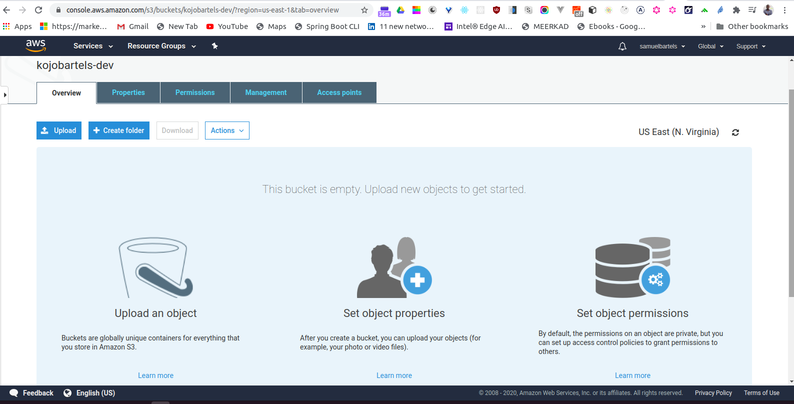 console.aws.amazon.com/s3/buckets/kojobartels-dev/?region=us-east-1&tab=overview
Apps https://marke... Gmail New Tab YouTube Maps Spring Boot CLI 11 new netwo... Intel® Edge AI... MEERKAD Ebooks - Goog... » Other bookmarks
aws Services Resource Groups samuelbartels Global Support
kojobartels-dev
Overview Properties Permissions Management Access points
Upload Create folder Download Actions US East (N. Virginia)
This bucket is empty. Upload new objects to get started.
Upload an object
Buckets are globally unique containers for everything that
you store in Amazon S3.
Learn more
Set object properties
After you create a bucket, you can upload your objects (for
example, your photo or video files).
Learn more
Set object permissions
By default, the permissions on an object are private, but you
can set up access control policies to grant permissions to
others.
Learn more
Feedback English (US) © 2008 - 2020, Amazon Web Services, Inc. or its affiliates. All rights reserved. Privacy Policy Terms of Use